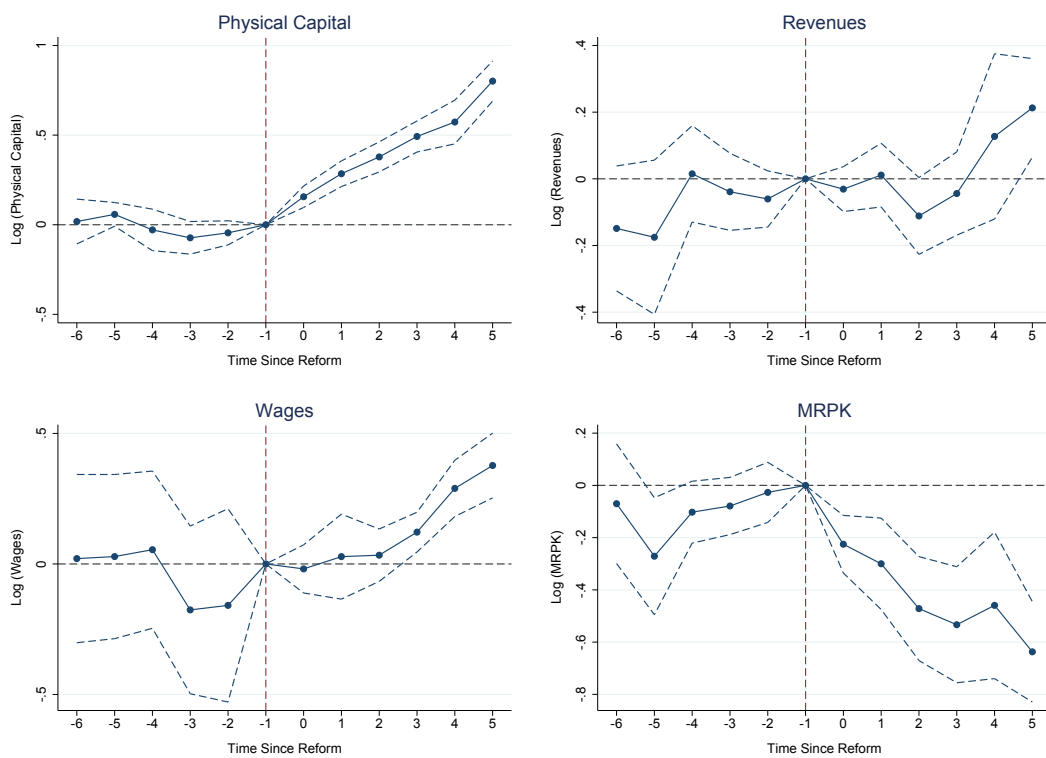 Physical Capital
Log (Physical Capital)
1
.5
0
-.5
-6 -5 -4 -3 -2 -1 0 1 2 3 4 5
Time Since Reform
Revenues
Log (Revenues)
.4
.2
0
-.2
-.4
-6 -5 -4 -3 -2 -1 0 1 2 3 4 5
Time Since Reform
Wages
Log (Wages)
.5
0
-.5
-6 -5 -4 -3 -2 -1 0 1 2 3 4 5
Time Since Reform
MRPK
Log (MRPK)
.2
0
-.2
-.4
-.6
-.8
-6 -5 -4 -3 -2 -1 0 1 2 3 4 5
Time Since Reform